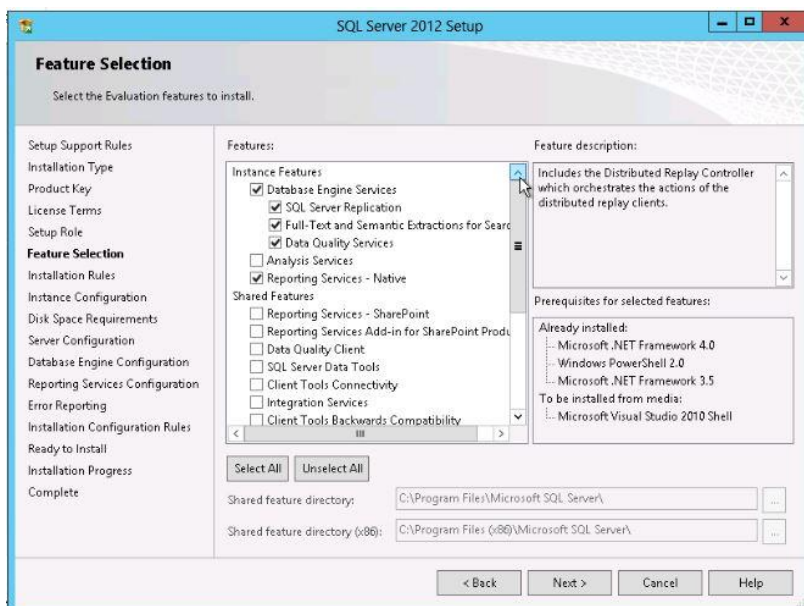 SQL Server 2012 Setup
Feature Selection
Select the Evaluation features to install.
Setup Support Rules
Installation Type
Product Key
License Terms
Setup Role
Feature Selection
Installation Rules
Instance Configuration
Disk Space Requirements
Server Configuration
Database Engine Configuration
Reporting Services Configuration
Error Reporting
Installation Configuration Rules
Ready to Install
Installation Progress
Complete
Features:
Instance Features
Database Engine Services
SQL Server Replication
Full-Text and Semantic Extractions for Searc
Data Quality Services
Analysis Services
Reporting Services - Native
Shared Features
Reporting Services - SharePoint
Reporting Services Add-in for SharePoint Produ
Data Quality Client
SQL Server Data Tools
Client Tools Connectivity
Integration Services
Client Tools Backwards Compatibility
Feature description:
Includes the Distributed Replay Controller
which orchestrates the actions of the
distributed replay clients.
Prerequisites for selected features:
Already installed:
Microsoft .NET Framework 4.0
Windows PowerShell 2.0
Microsoft .NET Framework 3.5
To be installed from media:
Microsoft Visual Studio 2010 Shell
Select All
Unselect All
Shared feature directory:
C:\Program Files\Microsoft SQL Server\
...
Shared feature directory (x86):
C:\Program Files (x86)\Microsoft SQL Server\
...
< Back
Next >
Cancel
Help